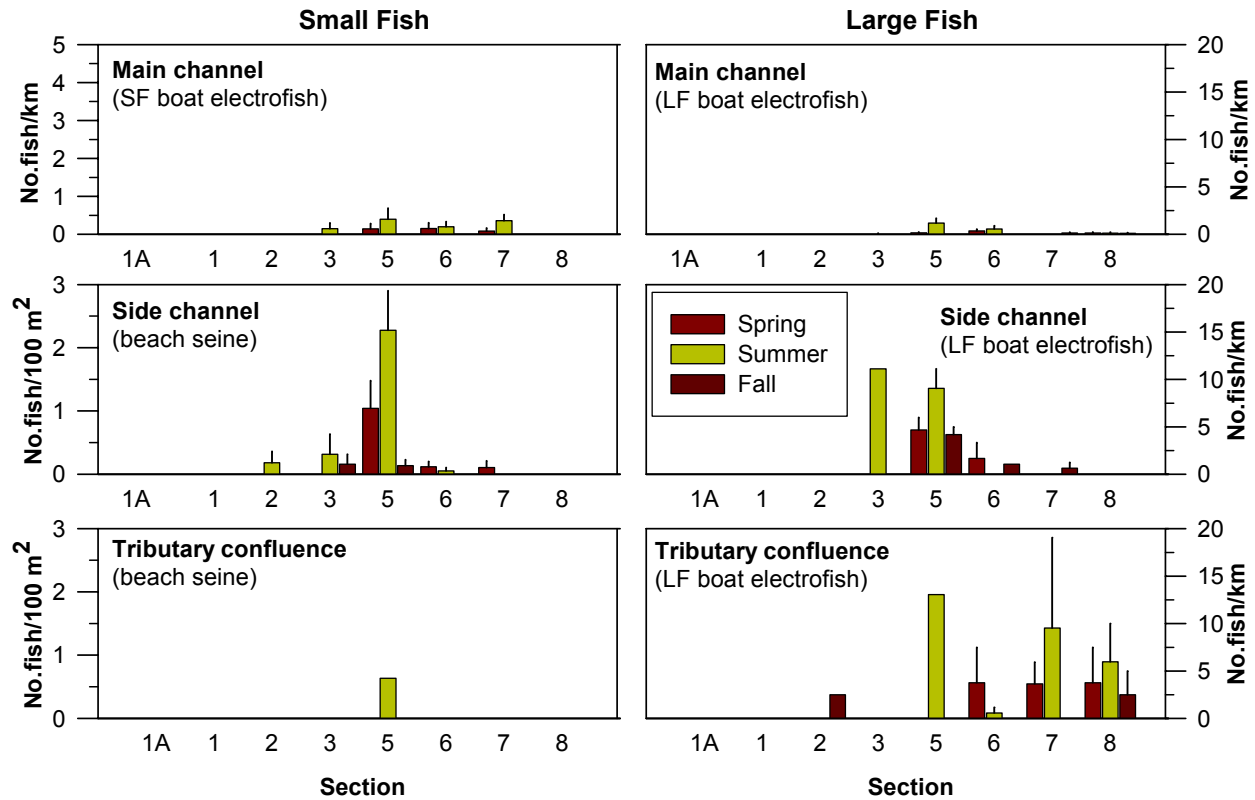 Small Fish
Large Fish
No.fish/km
5
4
3
2
1
0
Main channel
(SF boat electrofish)
1A 1 2 3 5 6 7 8
Main channel
(LF boat electrofish)
20
15
10
5
0
No.fish/km
1A 1 2 3 5 6 7 8
No.fish/100 m²
3
2
1
0
Side channel
(beach seine)
1A 1 2 3 5 6 7 8
Spring
Summer
Fall
Side channel
(LF boat electrofish)
20
15
10
5
0
No.fish/km
1A 1 2 3 5 6 7 8
No.fish/100 m²
3
2
1
0
Tributary confluence
(beach seine)
1A 1 2 3 5 6 7 8
Section
Tributary confluence
(LF boat electrofish)
20
15
10
5
0
No.fish/km
1A 1 2 3 5 6 7 8
Section